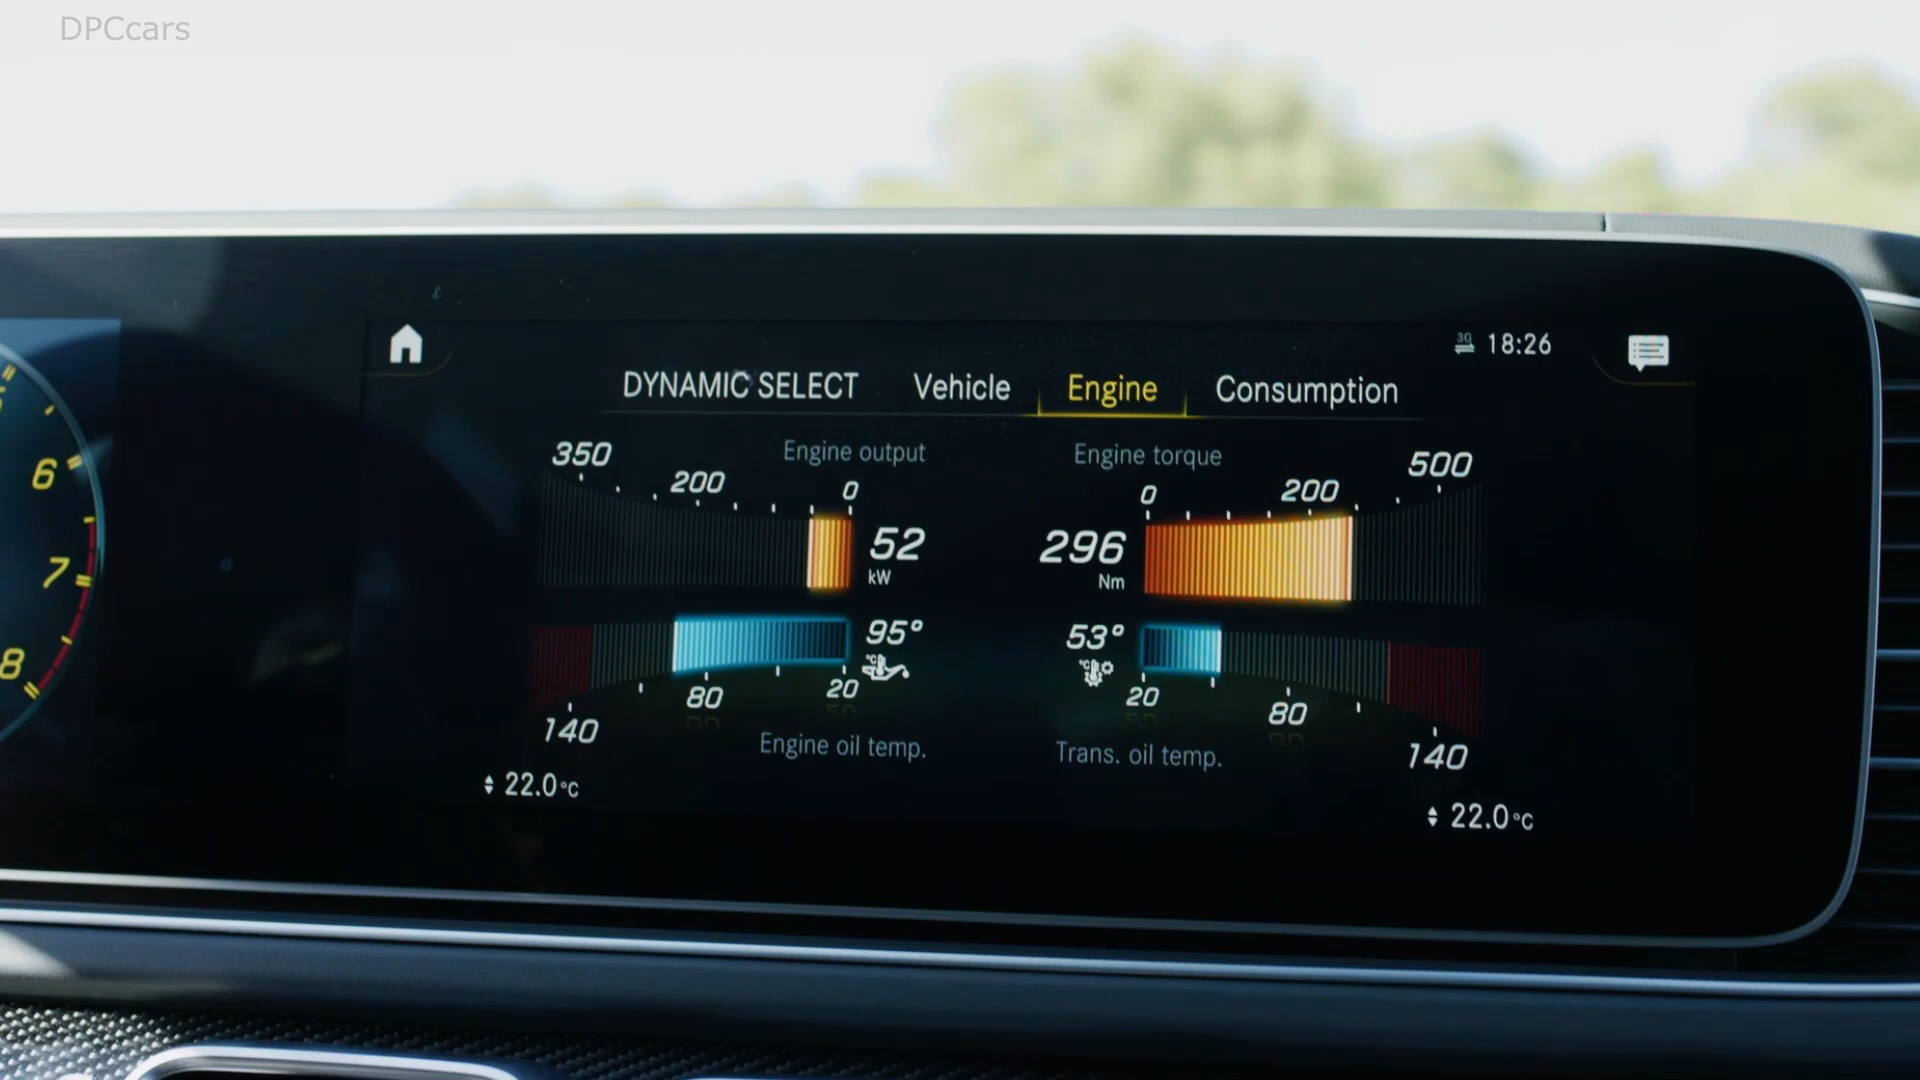 DPCcars
3G 18:26
DYNAMIC SELECT Vehicle Engine Consumption
Engine output
350 200 0
52
kW
Engine torque
0 200 500
296
Nm
95°
°C
140 80 20
Engine oil temp.
53°
°C
20 80 140
Trans. oil temp.
22.0°C
22.0°C
6
7
8